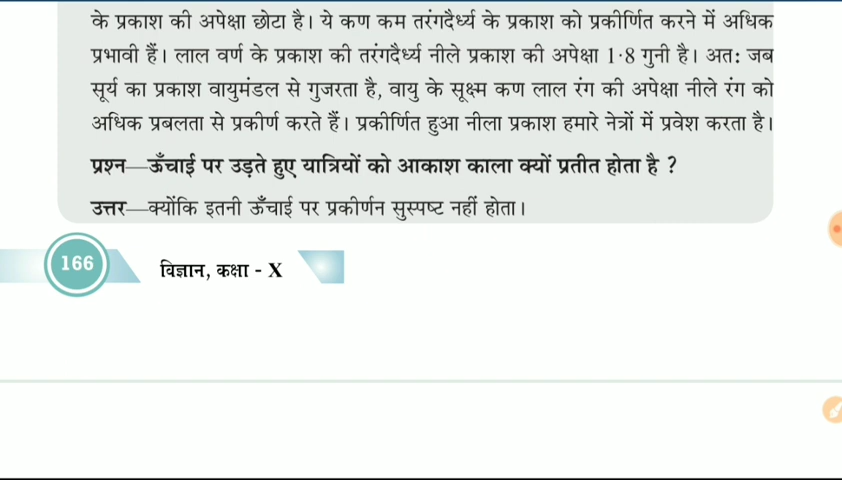 के प्रकाश की अपेक्षा छोटा है। ये कण कम तरंगदैर्ध्य के प्रकाश को प्रकीर्णित करने में अधिक
प्रभावी हैं। लाल वर्ण के प्रकाश की तरंगदैर्ध्य नीले प्रकाश की अपेक्षा 1·8 गुनी है। अतः जब
सूर्य का प्रकाश वायुमंडल से गुजरता है, वायु के सूक्ष्म कण लाल रंग की अपेक्षा नीले रंग को
अधिक प्रबलता से प्रकीर्ण करते हैं। प्रकीर्णित हुआ नीला प्रकाश हमारे नेत्रों में प्रवेश करता है।
प्रश्न—ऊँचाई पर उड़ते हुए यात्रियों को आकाश काला क्यों प्रतीत होता है ?
उत्तर—क्योंकि इतनी ऊँचाई पर प्रकीर्णन सुस्पष्ट नहीं होता।
166 विज्ञान, कक्षा - X